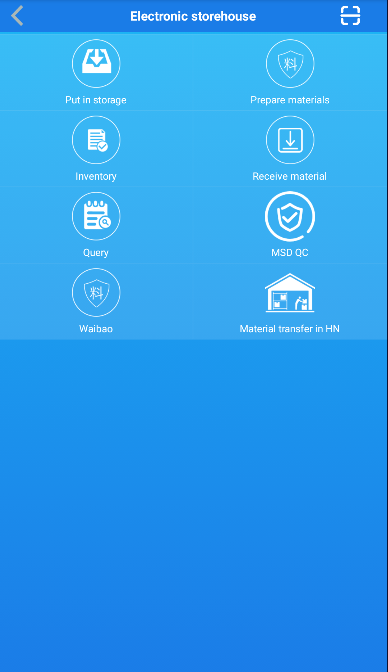 Electronic storehouse
Put in storage
料
Prepare materials
Inventory
Receive material
Query
MSD QC
料
Waibao
Material transfer in HN